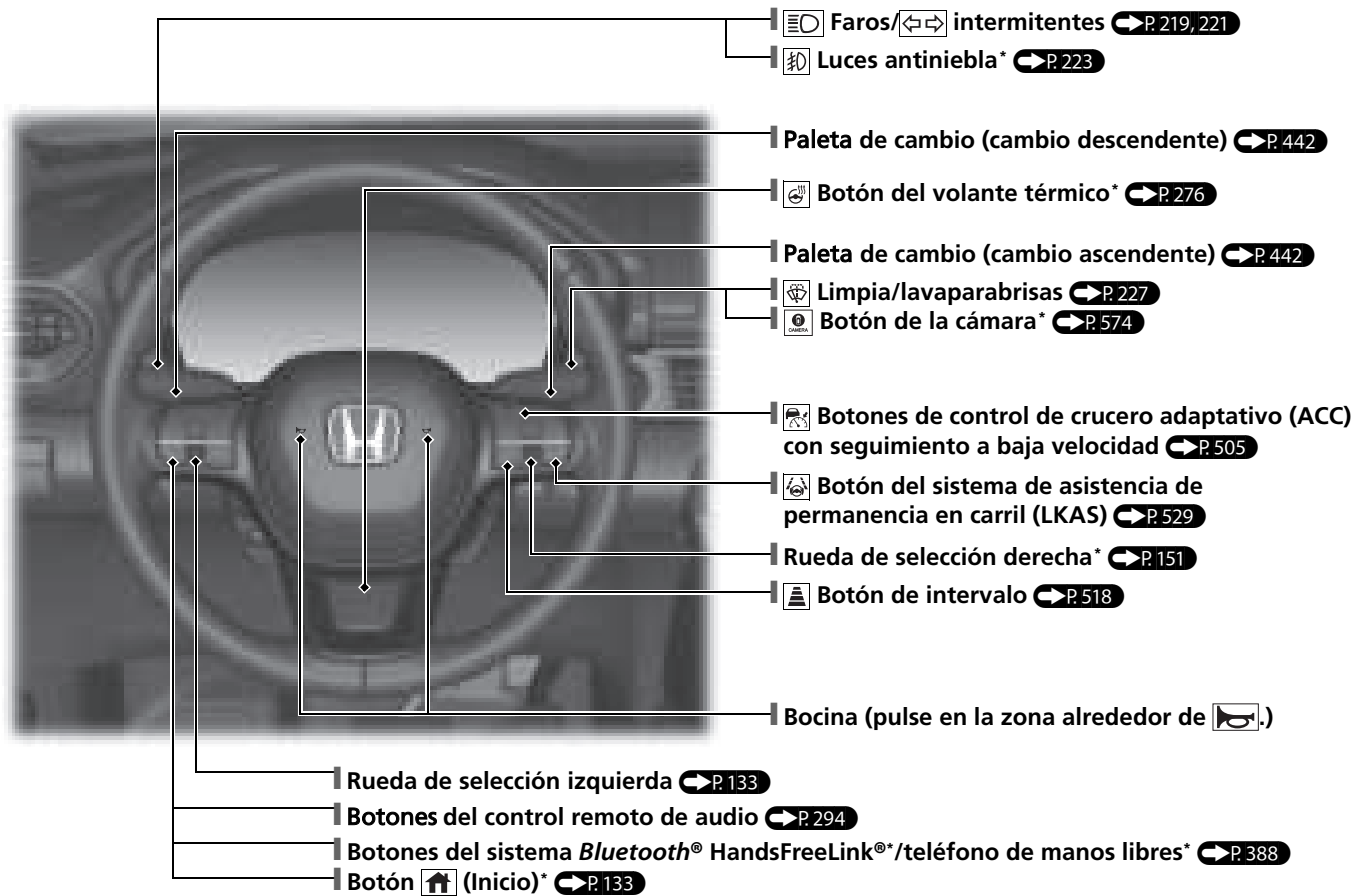 Faros/ intermitentes P. 219, 221
Luces antiniebla* P. 223
Paleta de cambio (cambio descendente) P. 442
Botón del volante térmico* P. 276
Paleta de cambio (cambio ascendente) P. 442
Limpia/lavaparabrisas P. 227
CAMERA Botón de la cámara* P. 574
Botones de control de crucero adaptativo (ACC)
con seguimiento a baja velocidad P. 505
Botón del sistema de asistencia de
permanencia en carril (LKAS) P. 529
Rueda de selección derecha* P. 151
Botón de intervalo P. 518
Bocina (pulse en la zona alrededor de .)
Rueda de selección izquierda P. 133
Botones del control remoto de audio P. 294
Botones del sistema Bluetooth® HandsFreeLink®*/teléfono de manos libres* P. 388
Botón (Inicio)* P. 133